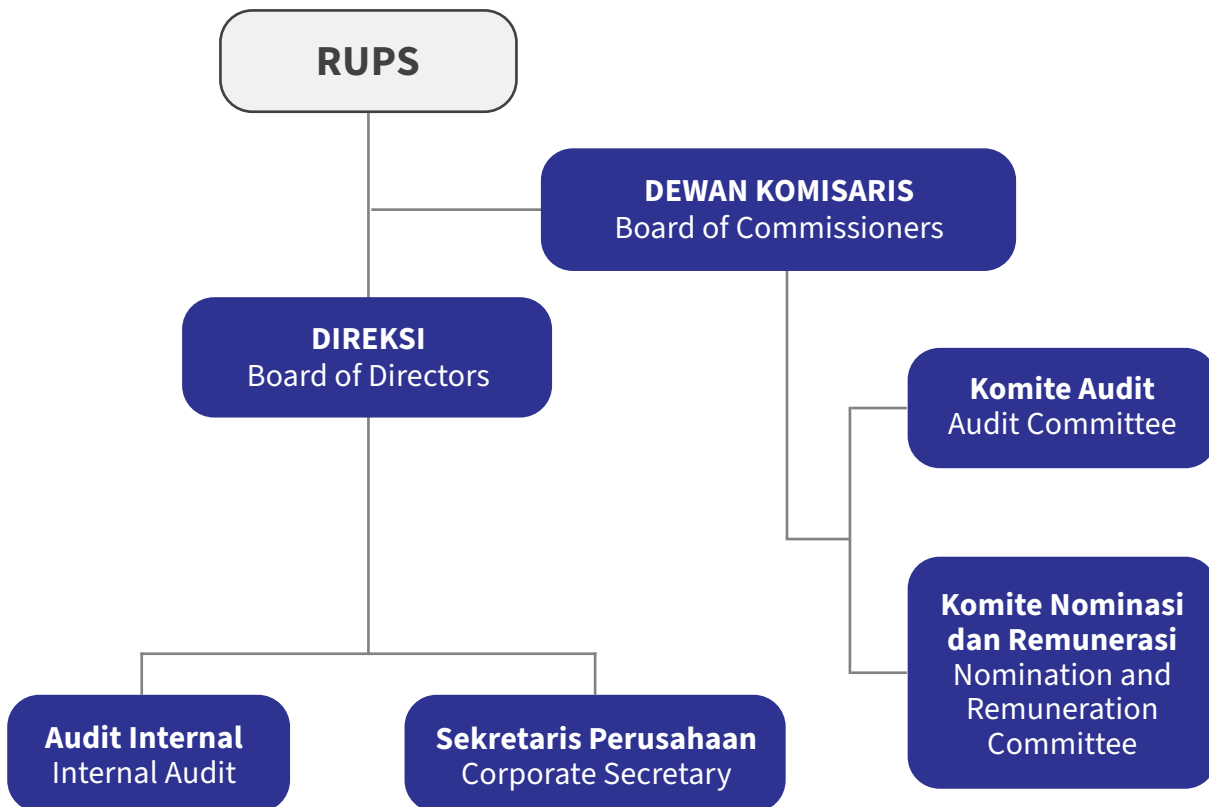 RUPS
DEWAN KOMISARIS
Board of Commissioners
DIREKSI
Board of Directors
Komite Audit
Audit Committee
Komite Nominasi
dan Remunerasi
Nomination and
Remuneration
Committee
Audit Internal
Internal Audit
Sekretaris Perusahaan
Corporate Secretary